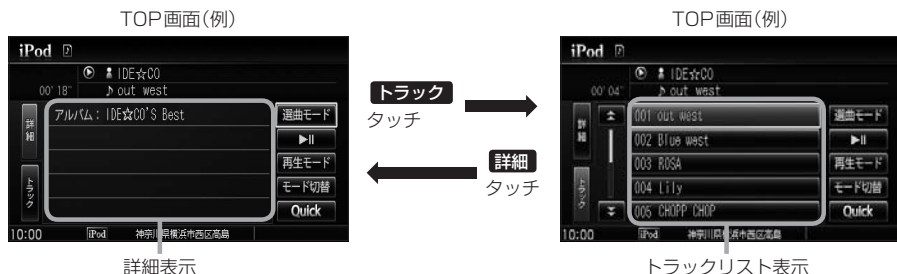 TOP画面(例)
iPod
IDE☆CO
00'18"
out west
詳細
アルバム: IDE☆CO'S Best
選曲モード
▶II
再生モード
トラック
モード切替
Quick
10:00
iPod
神奈川県横浜市西区高島
詳細表示
トラック
タッチ
詳細
タッチ
TOP画面(例)
iPod
IDE☆CO
00'04"
out west
詳細
001 out west
選曲モード
002 Blue west
▶II
003 ROSA
再生モード
トラック
004 Lily
モード切替
005 CHOPP CHOP
Quick
10:00
iPod
神奈川県横浜市西区高島
トラックリスト表示